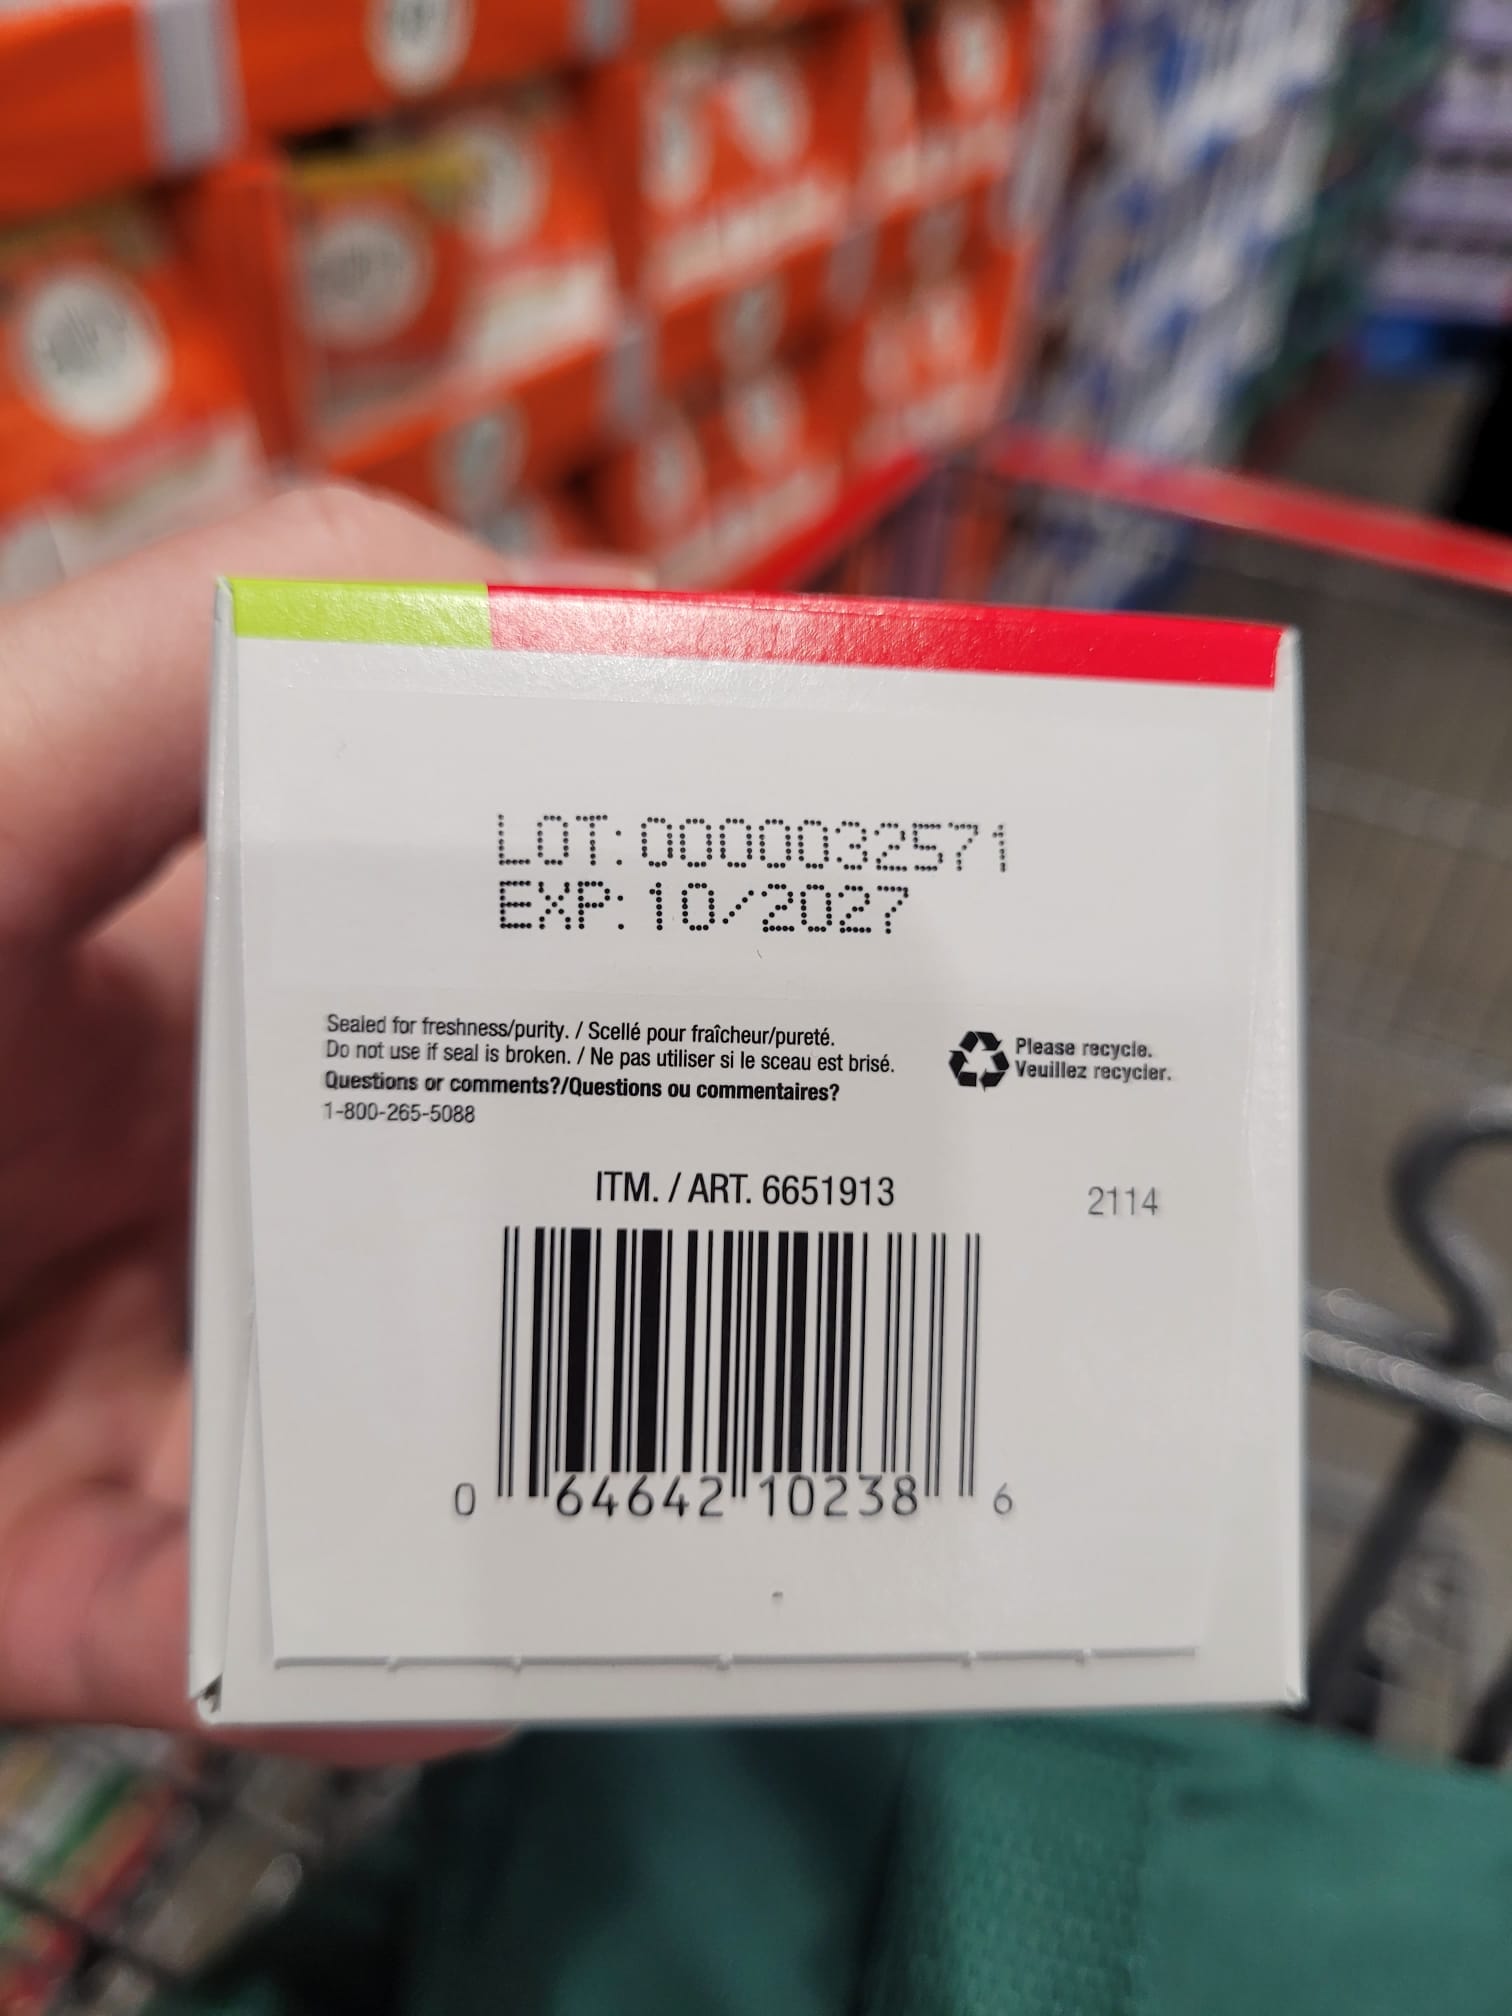 LOT: 0000032571
EXP: 10/2027
Sealed for freshness/purity. / Scellé pour fraîcheur/pureté.
Do not use if seal is broken. / Ne pas utiliser si le sceau est brisé.
Questions or comments?/Questions ou commentaires?
1-800-265-5088
Please recycle.
Veuillez recycler.
ITM. / ART. 6651913
2114
0 64642 10238 6